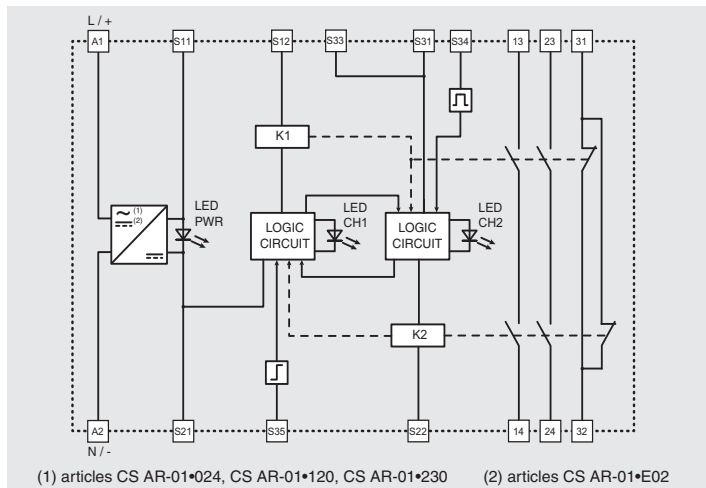 L / +
A1 S11 S12 S33 S31 S34 13 23 31
K1
(1)
(2)
LED
PWR
LOGIC
CIRCUIT
LED
CH1
LOGIC
CIRCUIT
LED
CH2
K2
A2 S21 S35 S22 14 24 32
N / -
(1) articles CS AR-01•024, CS AR-01•120, CS AR-01•230 (2) articles CS AR-01•E02